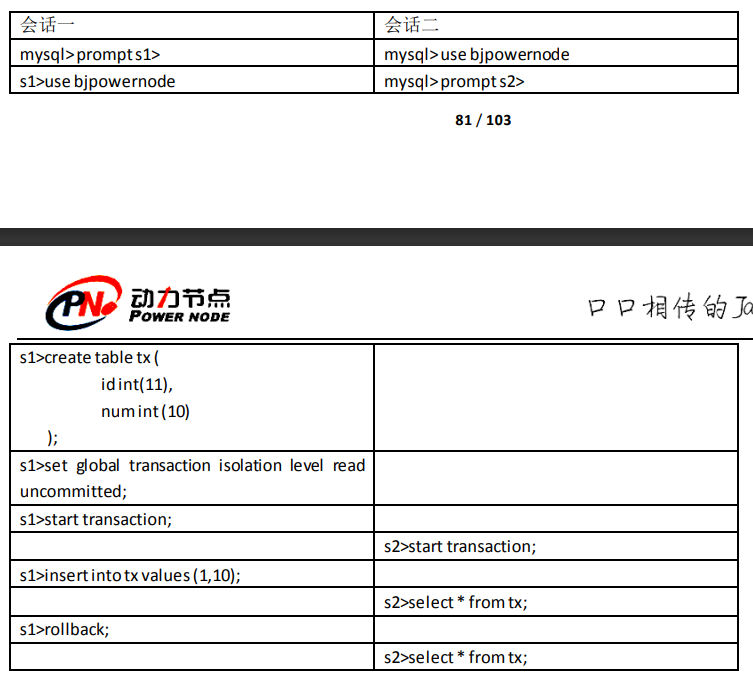 会话一 会话二
mysql> prompt s1> mysql> use bjpowernode
s1>use bjpowernode mysql> prompt s2>
81 / 103
PN 动力节点
POWER NODE
口口相传的Ja
s1>create table tx (
id int(11),
num int (10)
);
s1>set global transaction isolation level read
uncommitted;
s1>start transaction;
s2>start transaction;
s1>insert into tx values (1,10);
s2>select * from tx;
s1>rollback;
s2>select * from tx;